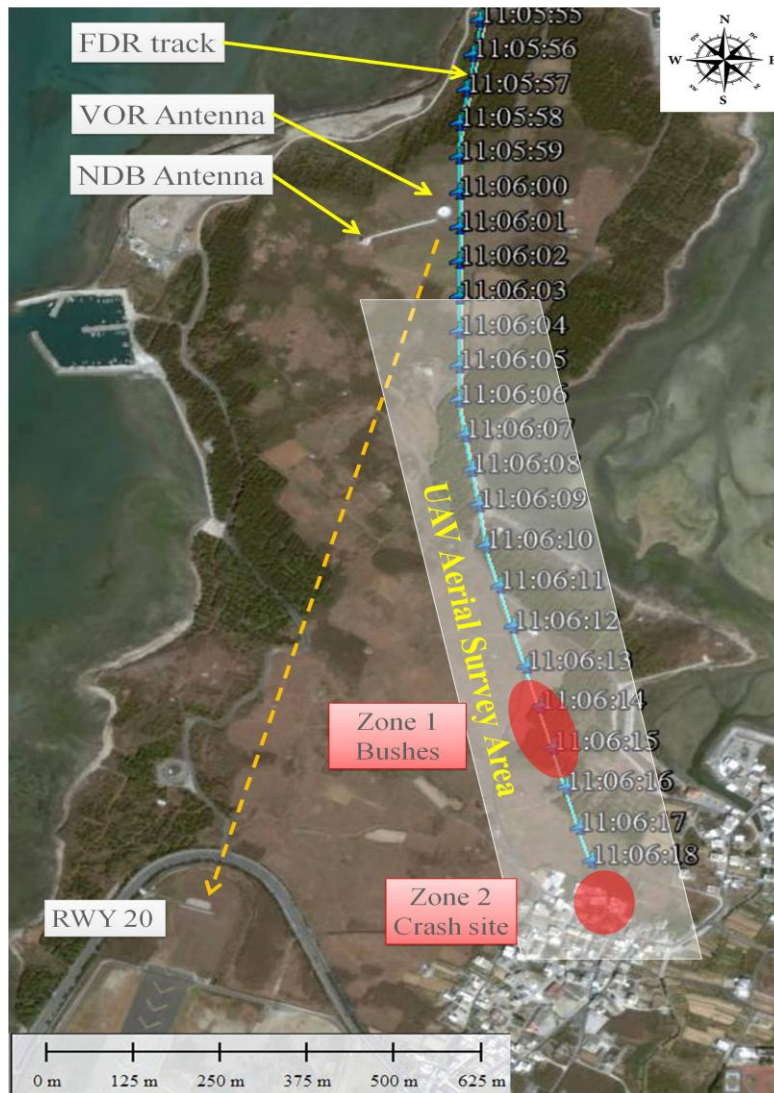 11:05:55
N
FDR track
11:05:56
W
E
11:05:57
S
VOR Antenna
11:05:58
11:05:59
NDB Antenna
11:06:00
11:06:01
11:06:02
11:06:03
11:06:04
11:06:05
11:06:06
11:06:07
11:06:08
11:06:09
11:06:10
11:06:11
11:06:12
11:06:13
UAV Aerial Survey Area
11:06:14
Zone 1
Bushes
11:06:15
11:06:16
11:06:17
11:06:18
Zone 2
Crash site
RWY 20
0 m 125 m 250 m 375 m 500 m 625 m